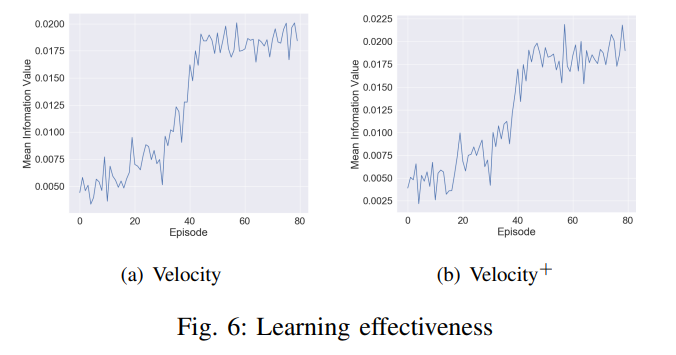 0.0200
0.0175
0.0150
0.0125
0.0100
0.0075
0.0050
Mean Infomation Value
0 20 40 60 80
Episode
(a) Velocity
0.0225
0.0200
0.0175
0.0150
0.0125
0.0100
0.0075
0.0050
0.0025
Mean Infomation Value
0 20 40 60 80
Episode
(b) Velocity+
Fig. 6: Learning effectiveness